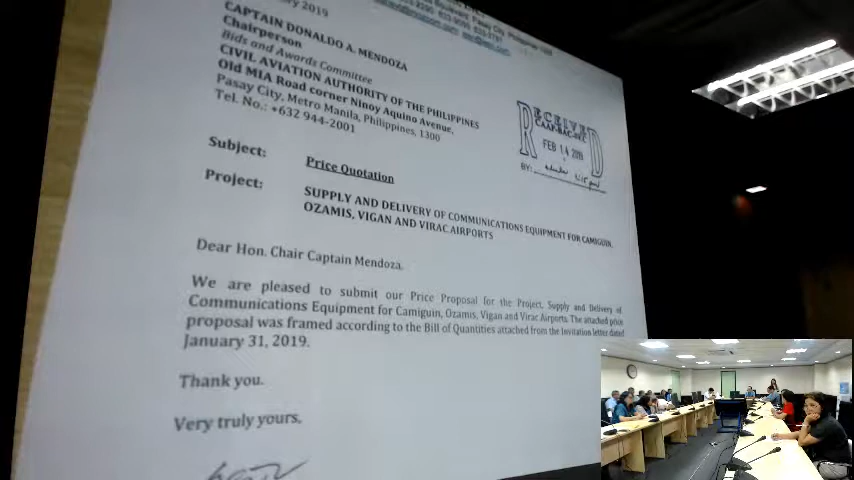 2019
CAPTAIN DONALDO A. MENDOZA
Chairperson
Bids and Awards Committee
CIVIL AVIATION AUTHORITY OF THE PHILIPPINES
Old MIA Road corner Ninoy Aquino Avenue,
Pasay City, Metro Manila, Philippines, 1300
Tel. No.: +632 944-2001
RECEIVED
FEB 14 2019
BY:
Subject: Price Quotation
Project: SUPPLY AND DELIVERY OF COMMUNICATIONS EQUIPMENT FOR CAMIGUIN,
OZAMIS, VIGAN AND VIRAC AIRPORTS
Dear Hon. Chair Captain Mendoza,
We are pleased to submit our Price Proposal for the Project, Supply and Delivery of
Communications Equipment for Camiguin, Ozamis, Vigan and Virac Airports. The attached price
proposal was framed according to the Bill of Quantities attached from the Invitation letter dated
January 31, 2019.
Thank you.
Very truly yours,